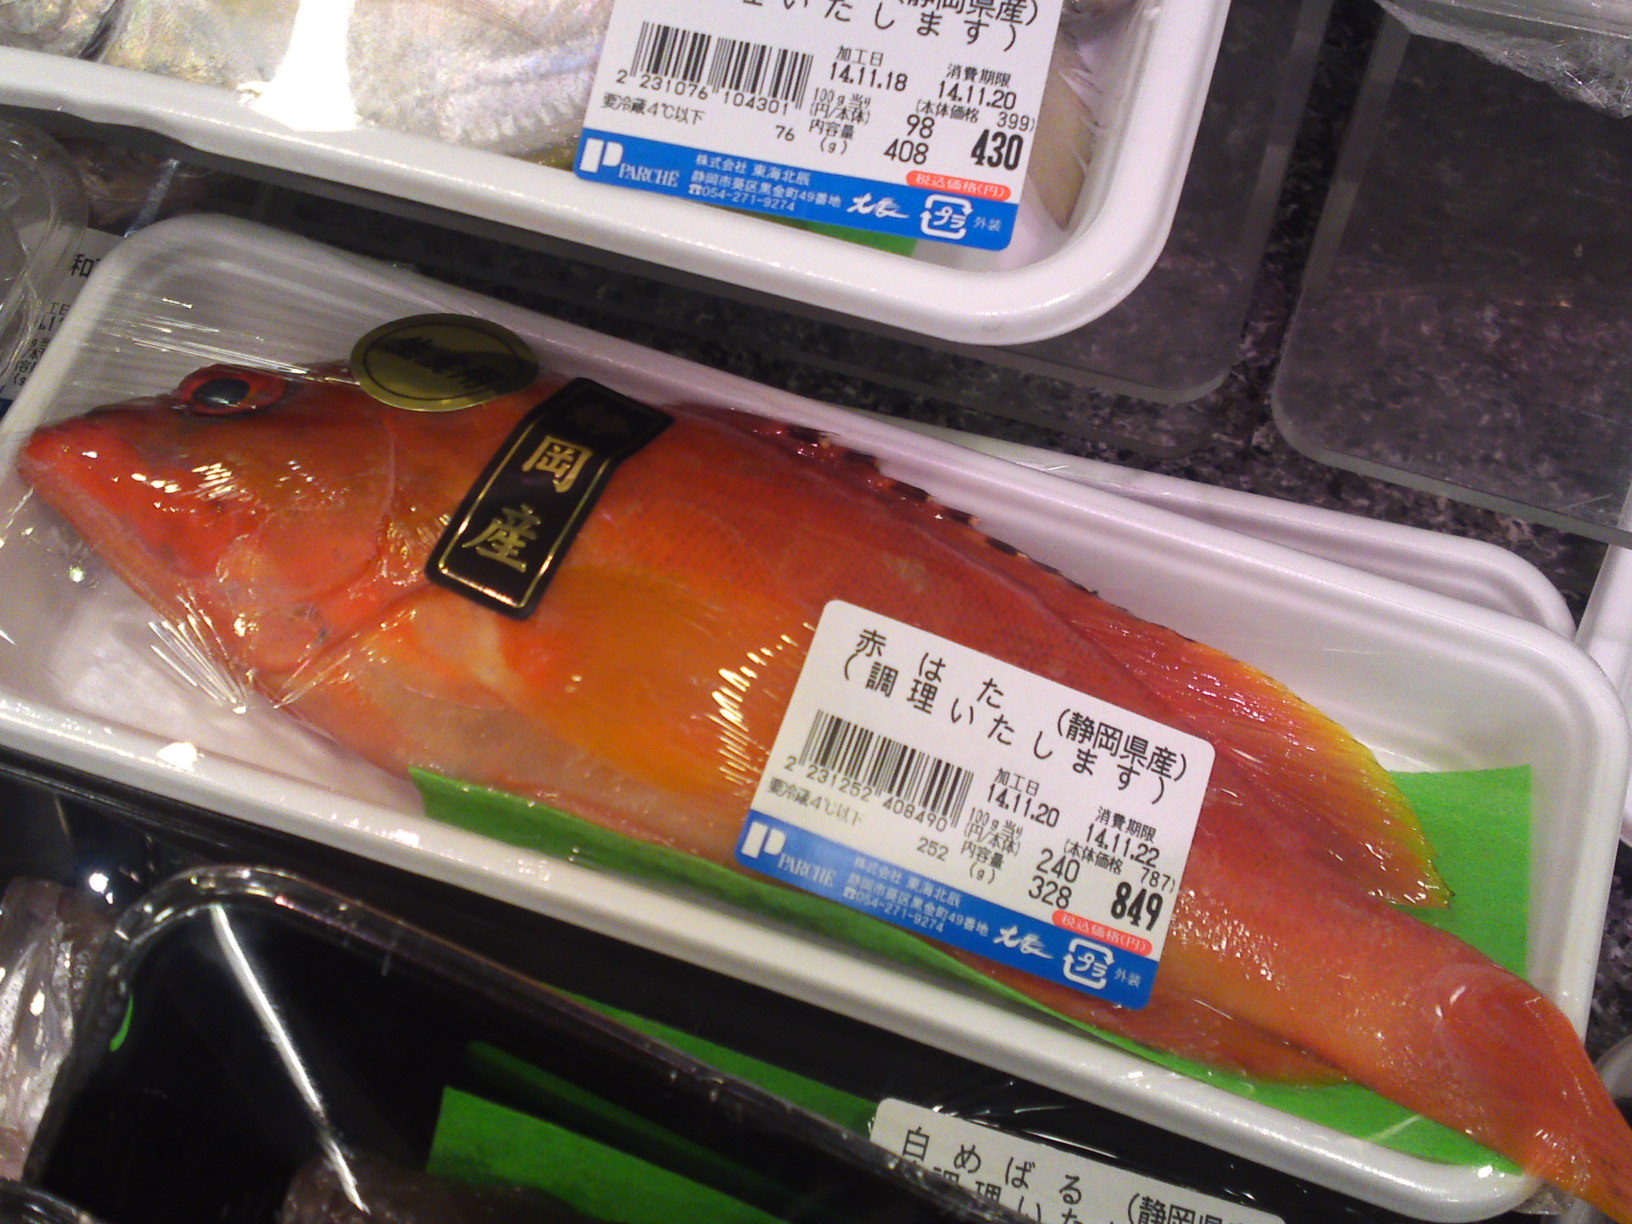 (静岡県産)
いたします)
加工日
14.11.18
消費期限
14.11.20
2 231076 104301
100g当り
(円/本体)
98
(本体価格 399)
要冷蔵4℃以下
76
内容量
(g)
408
430
税込価格(円)
PARCHE
株式会社 東海北辰
静岡市葵区黒金町49番地
☎054-271-9274
プラ
外装
和
岡産
赤はた (静岡県産)
(調理いたします)
加工日
14.11.20
消費期限
14.11.22
2 231252 408490
100g当り
(円/本体)
240
(本体価格 787)
要冷蔵4℃以下
252
内容量
(g)
328
849
税込価格(円)
PARCHE
株式会社 東海北辰
静岡市葵区黒金町49番地
☎054-271-9274
プラ
外装
白めばる (静岡県産)